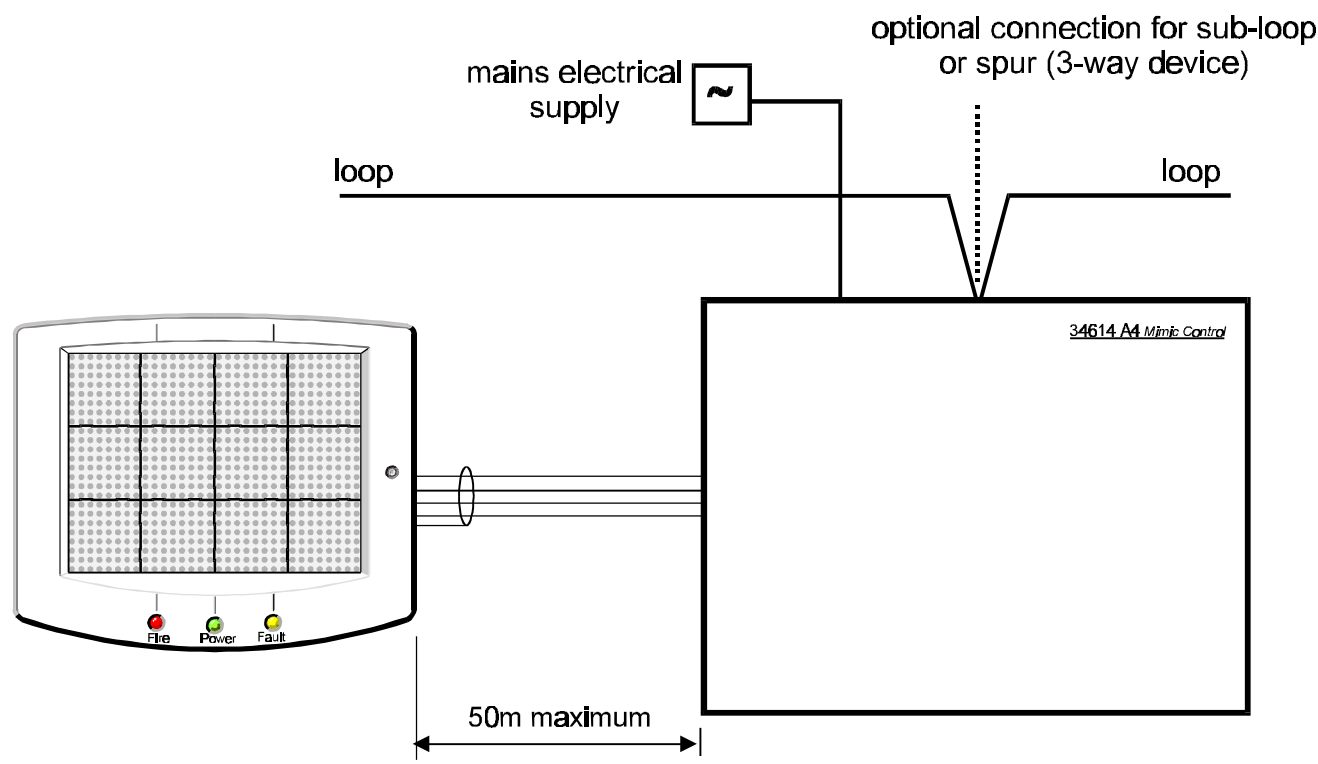 optional connection for sub-loop
or spur (3-way device)
mains electrical
supply
~
loop
loop
34614 A4 Mimic Control
Fire
Power
Fault
50m maximum